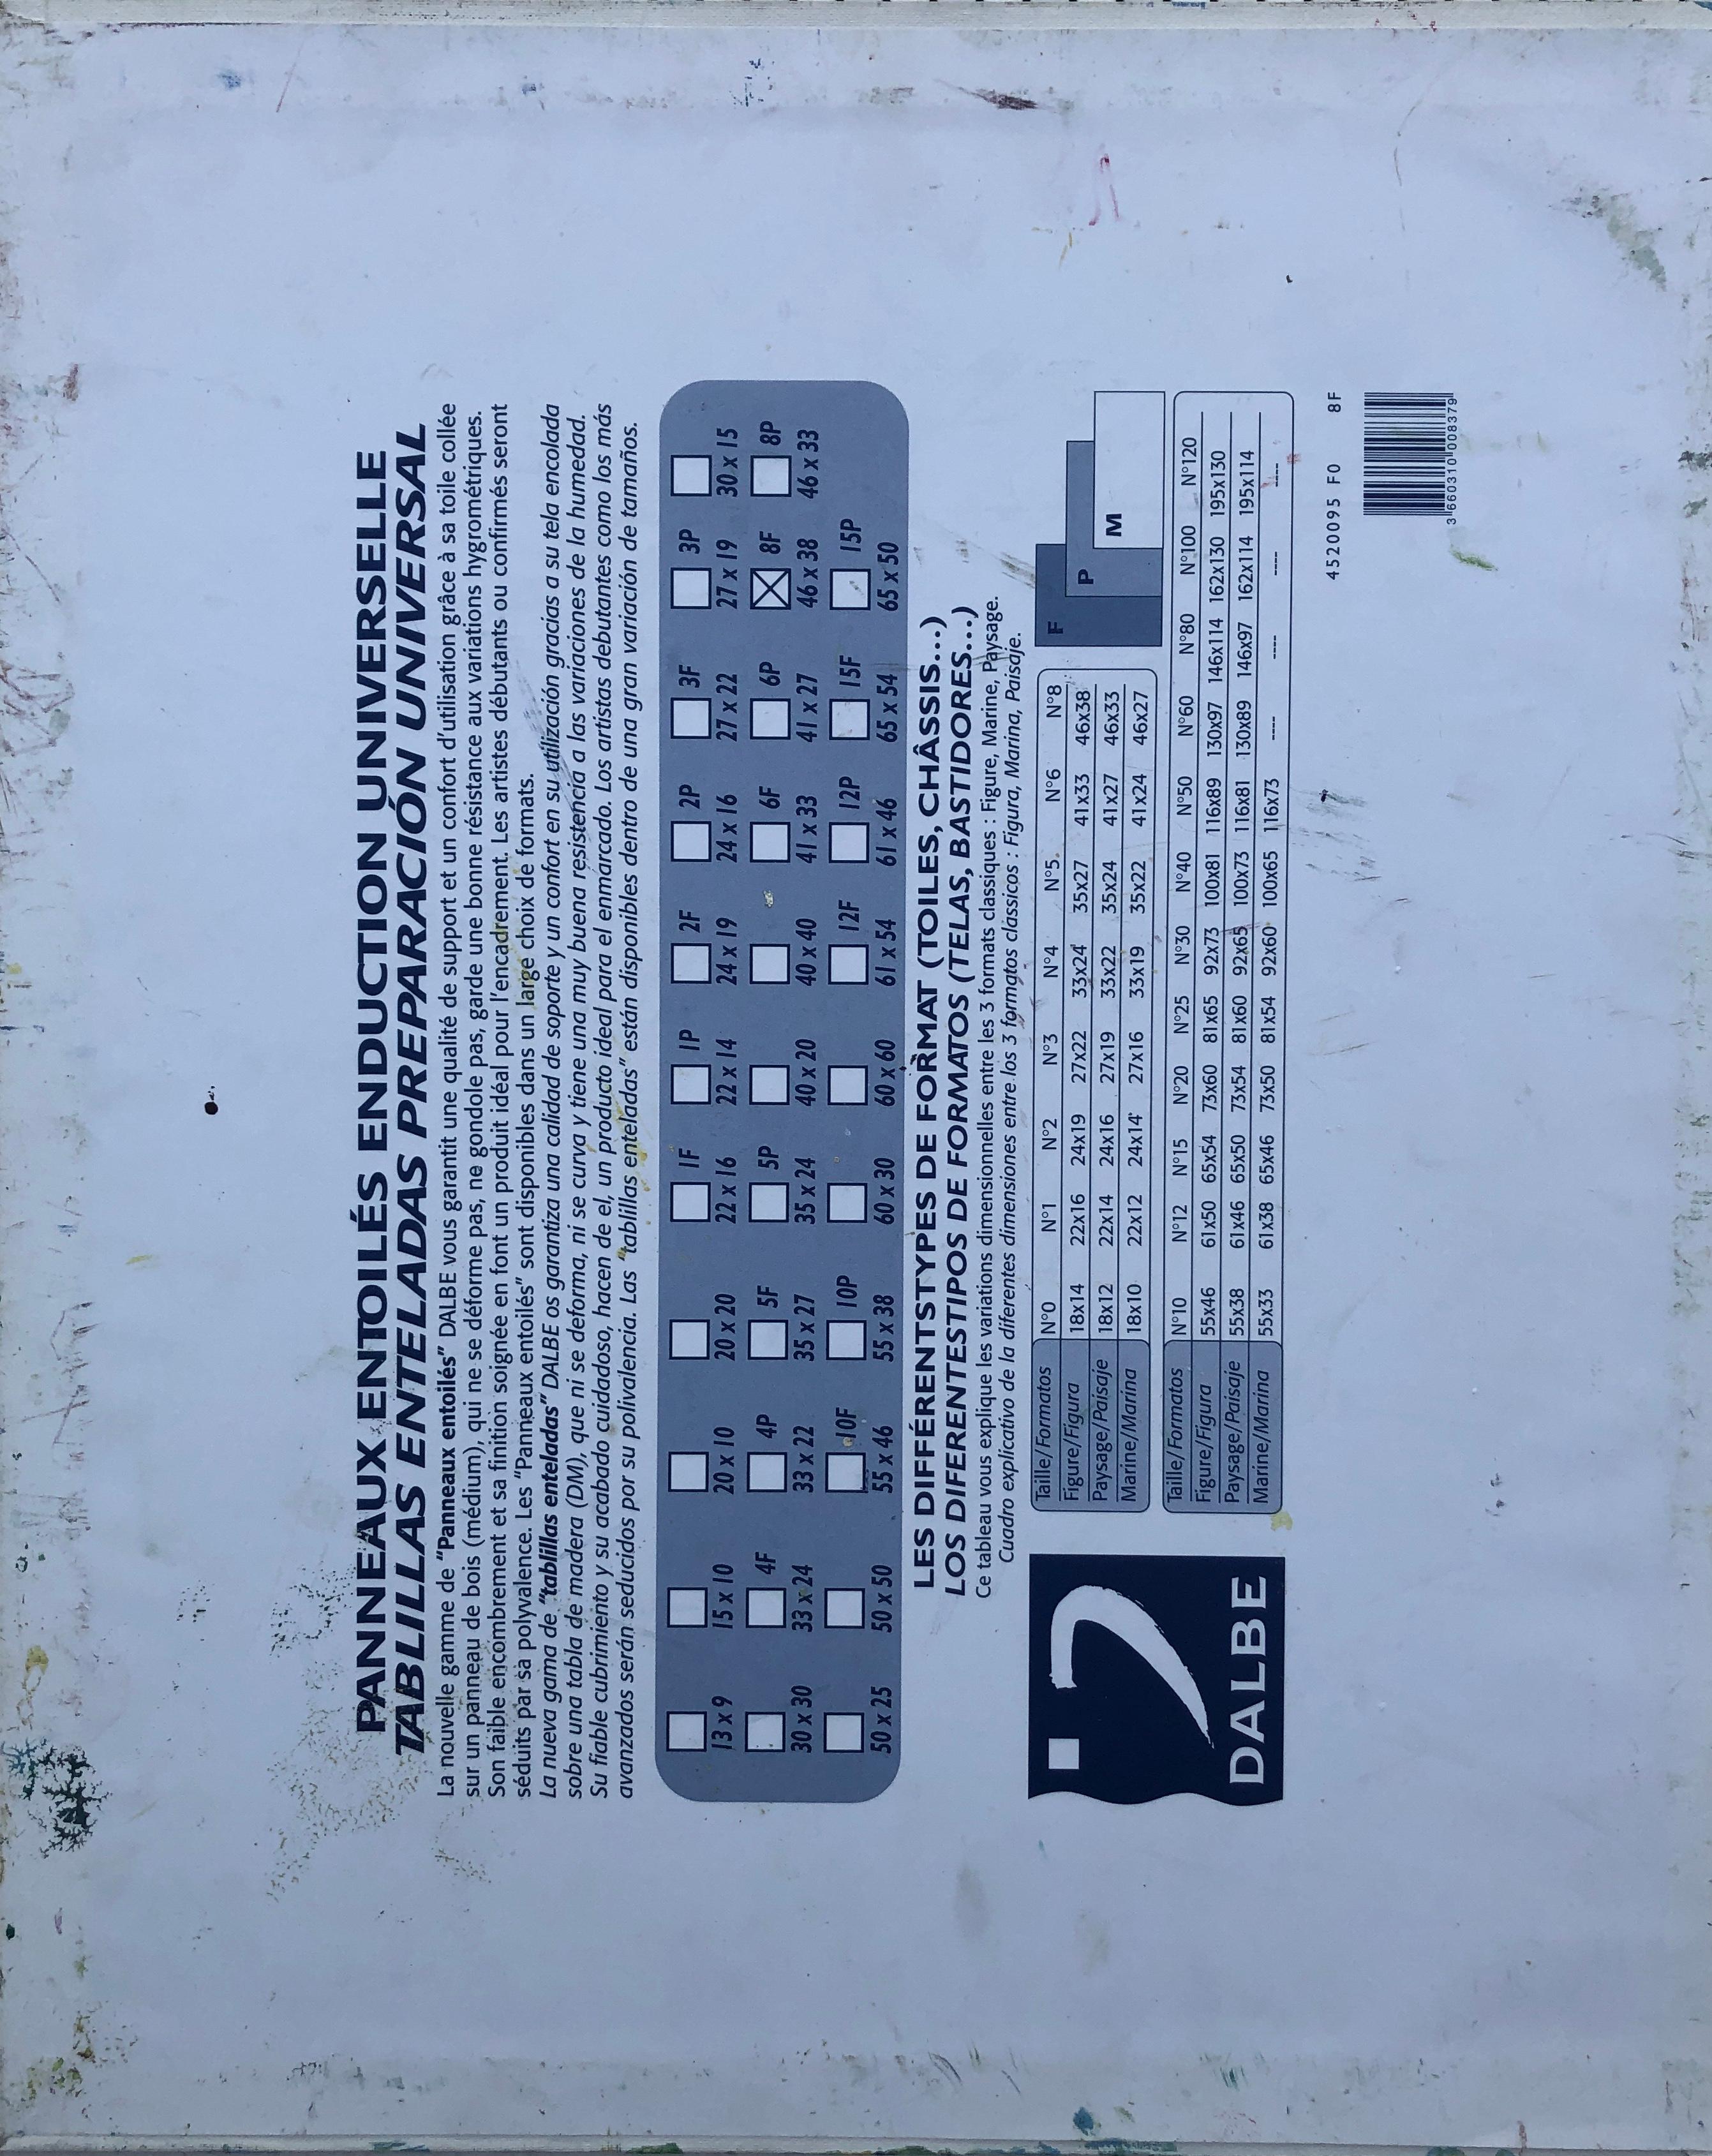 PANNEAUX ENTOILÉS ENDUCTION UNIVERSELLE
TABLILLAS ENTELADAS PREPARACIÓN UNIVERSAL
La nouvelle gamme de "Panneaux entoilés" DALBE vous garantit une qualité de support et un confort d'utilisation grâce à sa toile collée
sur un panneau de bois (médium), qui ne se déforme pas, ne gondole pas, garde une bonne résistance aux variations hygrométriques.
Son faible encombrement et sa finition soignée en font un produit idéal pour l'encadrement. Les artistes débutants ou confirmés seront
séduits par sa polyvalence. Les "Panneaux entoilés" sont disponibles dans un large choix de formats.
La nueva gama de "tablillas enteladas" DALBE os garantiza una calidad de soporte y un confort en su utilización gracias a su tela encolada
sobre una tabla de madera (DM), que ni se deforma, ni se curva y tiene una muy buena resistencia a las variaciones de la humedad.
Su fiable cubrimiento y su acabado cuidadoso, hacen de el, un producto ideal para el enmarcado. Los artistas debutantes como los más
avanzados serán seducidos por su polivalencia. Las "tablillas enteladas" están disponibles dentro de una gran variación de tamaños.
1F 1P 2F 2P 3F 3P
13 x 9 15 x 10 20 x 10 20 x 20 22 x 16 22 x 14 24 x 19 24 x 16 27 x 22 27 x 19 30 x 15
4F 4P 5F 5P 6F 6P 8F 8P
30 x 30 33 x 24 33 x 22 35 x 27 35 x 24 40 x 20 40 x 40 41 x 33 41 x 27 46 x 38 46 x 33
10F 10P 12F 12P 15F 15P
50 x 25 50 x 50 55 x 46 55 x 38 60 x 30 60 x 60 61 x 54 61 x 46 65 x 54 65 x 50
LES DIFFÉRENTSTYPES DE FORMAT (TOILES, CHÂSSIS...)
LOS DIFERENTESTIPOS DE FORMATOS (TELAS, BASTIDORES...)
Ce tableau vous explique les variations dimensionnelles entre les 3 formats classiques : Figure, Marine, Paysage.
Cuadro explicativo de la diferentes dimensiones entre los 3 formatos clássicos : Figura, Marina, Paisaje.
Taille/Formatos N°0 N°1 N°2 N°3 N°4 N°5 N°6 N°8
Figure/Figura 18x14 22x16 24x19 27x22 33x24 35x27 41x33 46x38
Paysage/Paisaje 18x12 22x14 24x16 27x19 33x22 35x24 41x27 46x33
Marine/Marina 18x10 22x12 24x14 27x16 33x19 35x22 41x24 46x27
F
P
M
Taille/Formatos N°10 N°12 N°15 N°20 N°25 N°30 N°40 N°50 N°60 N°80 N°100 N°120
Figure/Figura 55x46 61x50 65x54 73x60 81x65 92x73 100x81 116x89 130x97 146x114 162x130 195x130
Paysage/Paisaje 55x38 61x46 65x50 73x54 81x60 92x65 100x73 116x81 130x89 146x97 162x114 195x114
Marine/Marina 55x33 61x38 65x46 73x50 81x54 92x60 100x65 116x73 ---- ---- ---- ----
DALBE
4520095 F0 8F
3 660310 008379